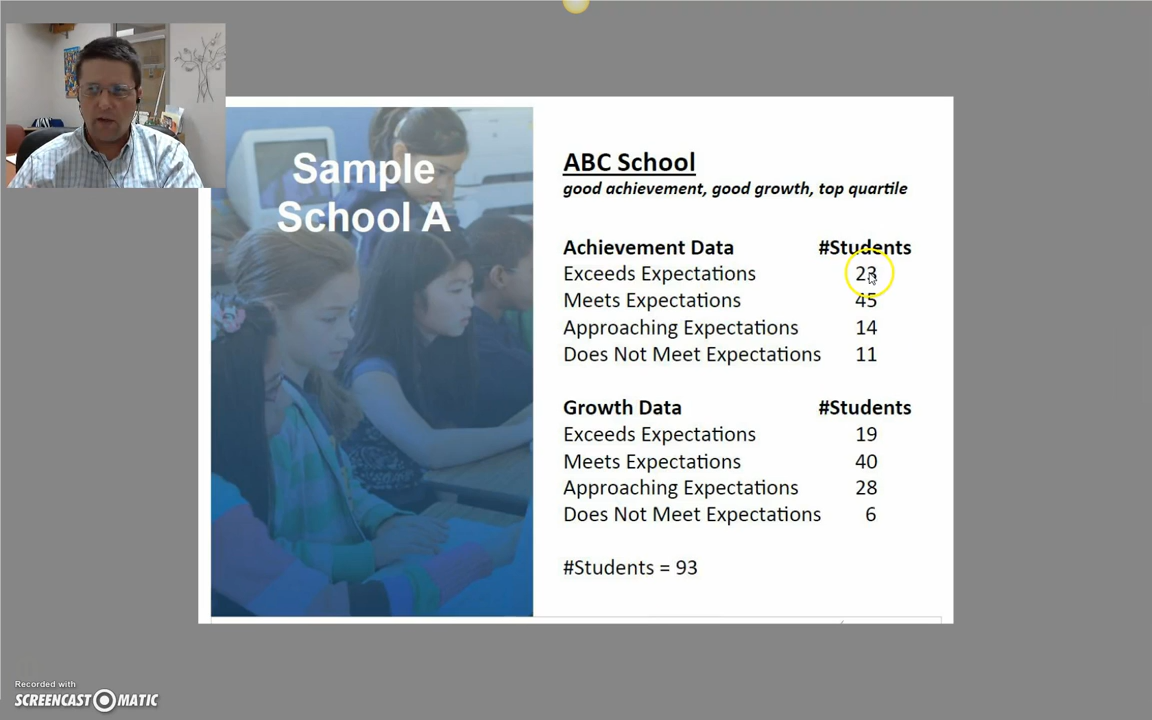 Sample
School A
ABC School
good achievement, good growth, top quartile
Achievement Data #Students
Exceeds Expectations 23
Meets Expectations 45
Approaching Expectations 14
Does Not Meet Expectations 11
Growth Data #Students
Exceeds Expectations 19
Meets Expectations 40
Approaching Expectations 28
Does Not Meet Expectations 6
#Students = 93
Recorded with
SCREENCAST MATIC